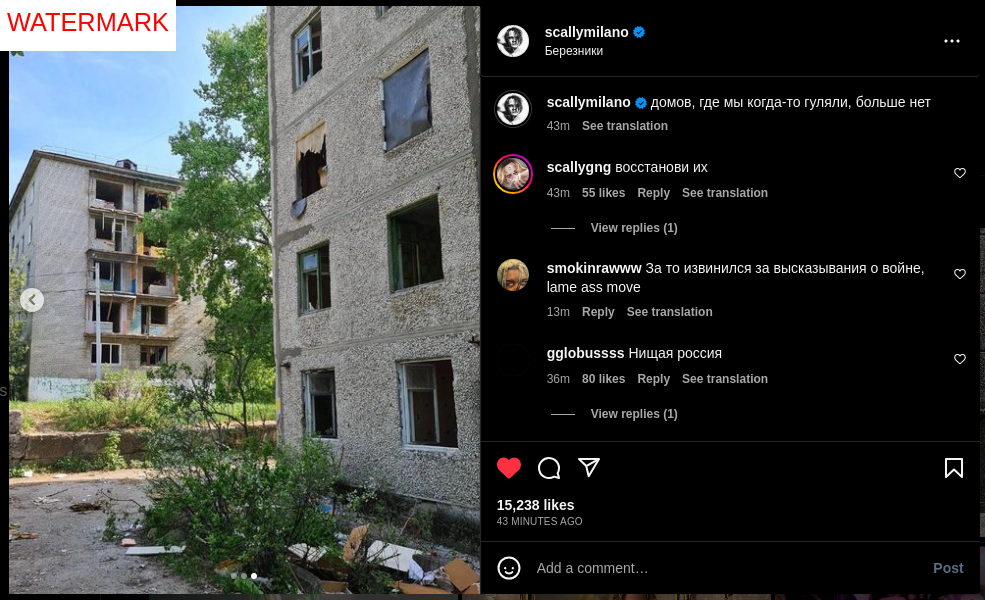 WATERMARK
scallymilano
Березники
scallymilano домов, где мы когда-то гуляли, больше нет
43m See translation
scallygng восстанови их
43m 55 likes Reply See translation
View replies (1)
smokinrawww За то извинился за высказывания о войне,
lame ass move
13m Reply See translation
gglobussss Нищая россия
36m 80 likes Reply See translation
View replies (1)
15,238 likes
43 MINUTES AGO
Add a comment…
Post